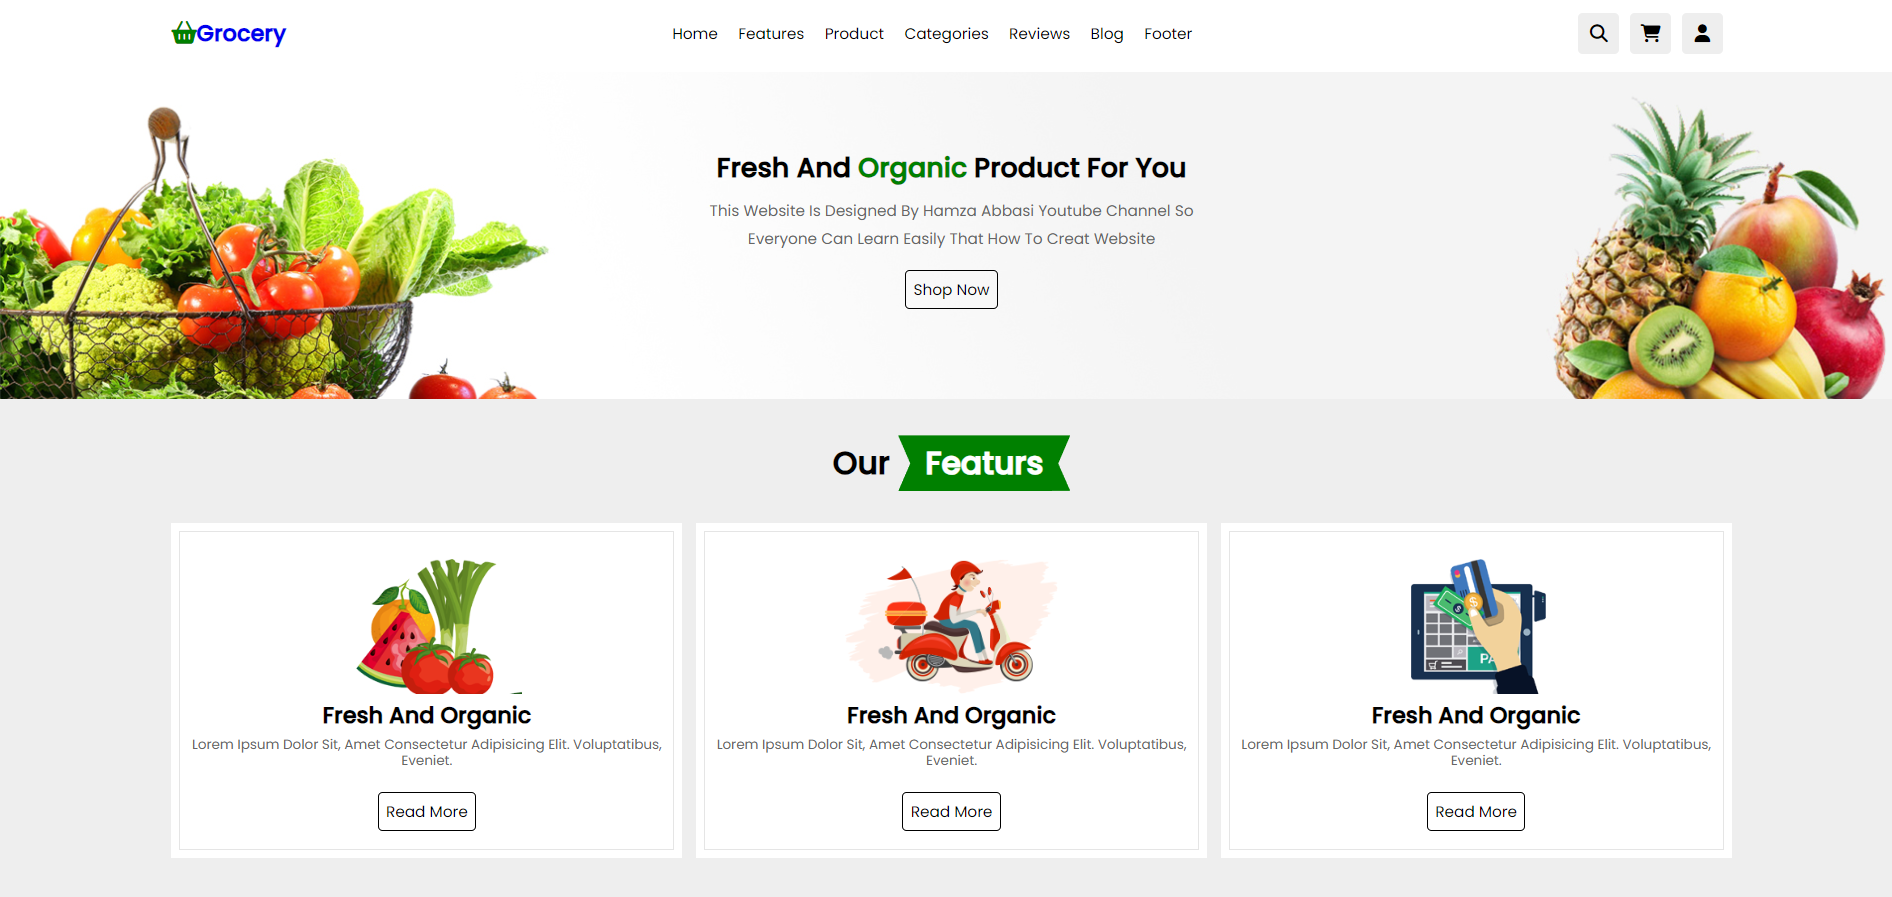 Grocery
Home Features Product Categories Reviews Blog Footer
Fresh And Organic Product For You
This Website Is Designed By Hamza Abbasi Youtube Channel So
Everyone Can Learn Easily That How To Creat Website
Shop Now
Our Featurs
Fresh And Organic
Lorem Ipsum Dolor Sit, Amet Consectetur Adipisicing Elit. Voluptatibus,
Eveniet.
Read More
Fresh And Organic
Lorem Ipsum Dolor Sit, Amet Consectetur Adipisicing Elit. Voluptatibus,
Eveniet.
Read More
PA
Fresh And Organic
Lorem Ipsum Dolor Sit, Amet Consectetur Adipisicing Elit. Voluptatibus,
Eveniet.
Read More